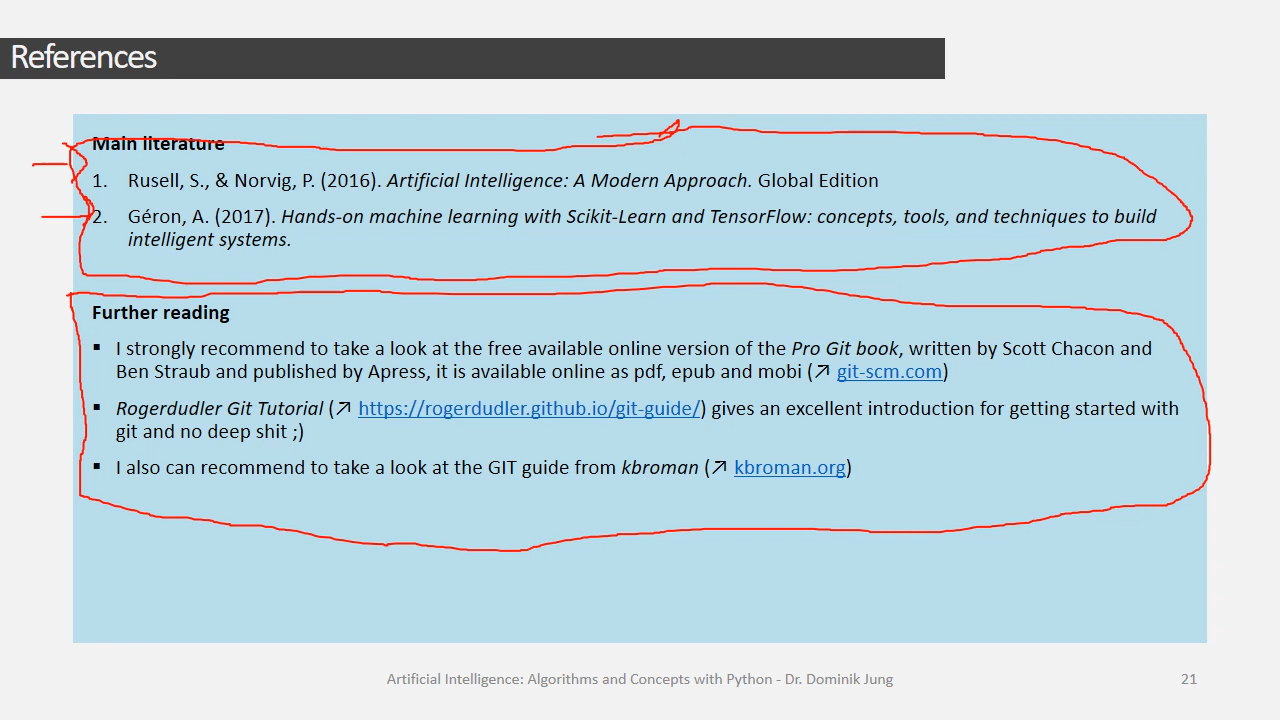 References
Main literature
1. Rusell, S., & Norvig, P. (2016). Artificial Intelligence: A Modern Approach. Global Edition
2. Géron, A. (2017). Hands-on machine learning with Scikit-Learn and TensorFlow: concepts, tools, and techniques to build
intelligent systems.
Further reading
▪ I strongly recommend to take a look at the free available online version of the Pro Git book, written by Scott Chacon and
Ben Straub and published by Apress, it is available online as pdf, epub and mobi (↗ git-scm.com)
▪ Rogerdudler Git Tutorial (↗ https://rogerdudler.github.io/git-guide/) gives an excellent introduction for getting started with
git and no deep shit ;)
▪ I also can recommend to take a look at the GIT guide from kbroman (↗ kbroman.org)
Artificial Intelligence: Algorithms and Concepts with Python - Dr. Dominik Jung
21